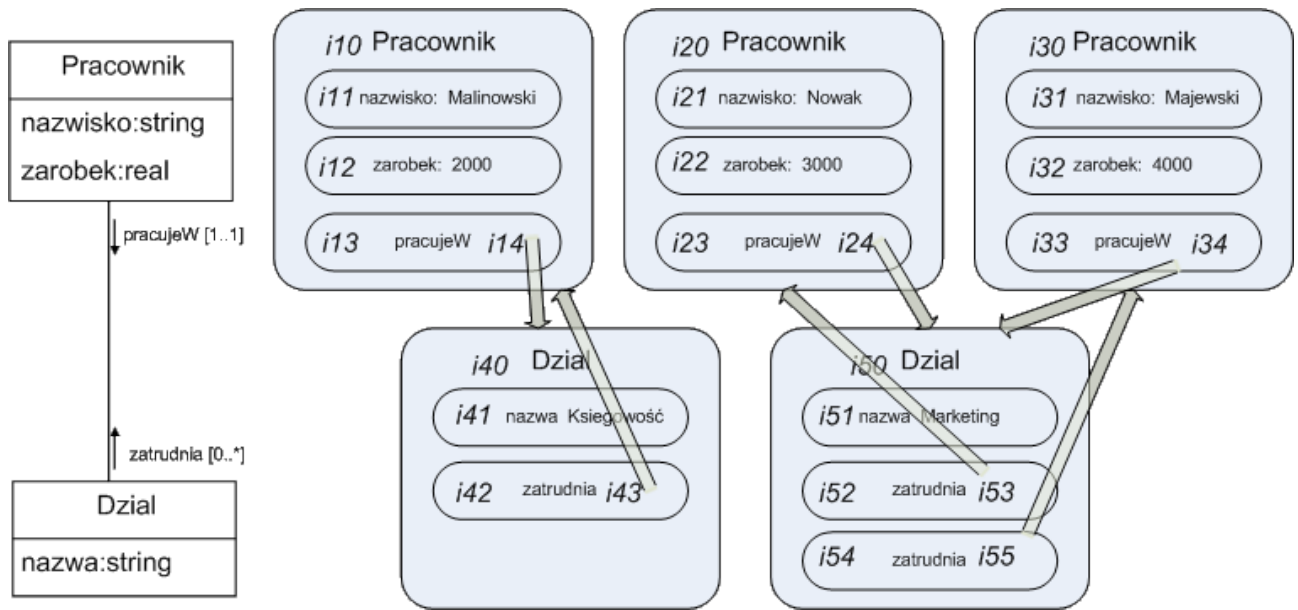 Pracownik
nazwisko:string
zarobek:real
pracujeW [1..1]
zatrudnia [0..*]
Dzial
nazwa:string
i10 Pracownik
i11 nazwisko: Malinowski
i12 zarobek: 2000
i13 pracujeW i14
i20 Pracownik
i21 nazwisko: Nowak
i22 zarobek: 3000
i23 pracujeW i24
i30 Pracownik
i31 nazwisko: Majewski
i32 zarobek: 4000
i33 pracujeW i34
i40 Dzial
i41 nazwa Ksiegowość
i42 zatrudnia i43
i50 Dzial
i51 nazwa Marketing
i52 zatrudnia i53
i54 zatrudnia i55